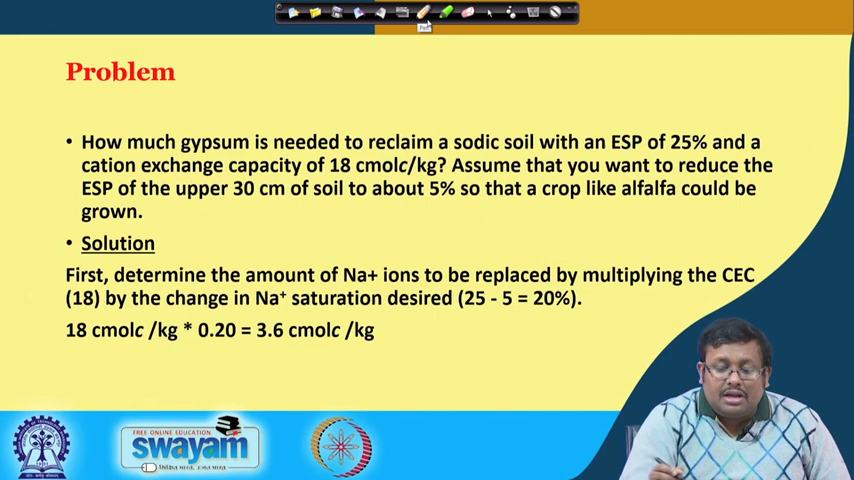 Pen
Problem
• How much gypsum is needed to reclaim a sodic soil with an ESP of 25% and a
cation exchange capacity of 18 cmolc/kg? Assume that you want to reduce the
ESP of the upper 30 cm of soil to about 5% so that a crop like alfalfa could be
grown.
• Solution
First, determine the amount of Na+ ions to be replaced by multiplying the CEC
(18) by the change in Na⁺ saturation desired (25 - 5 = 20%).
18 cmolc /kg * 0.20 = 3.6 cmolc /kg
FREE ONLINE EDUCATION
swayam